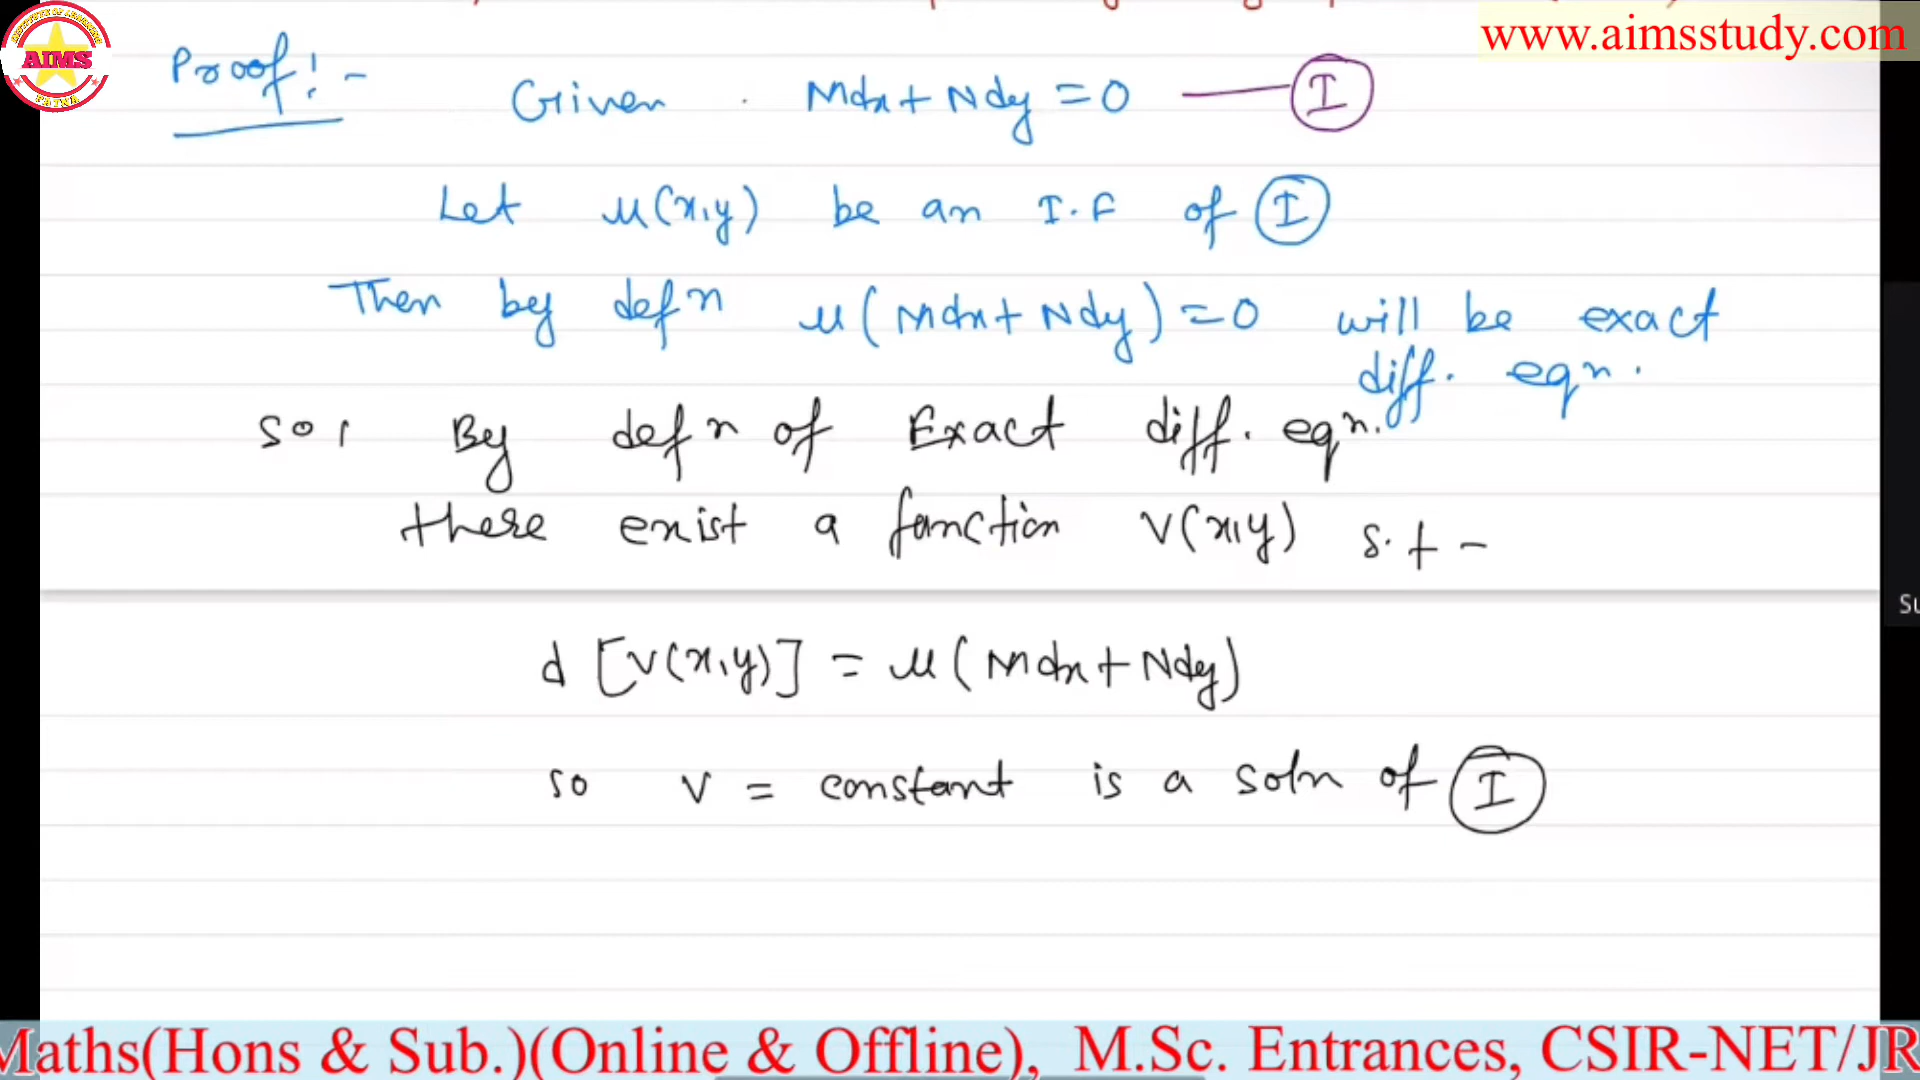 www.aimsstudy.com
AIMS
PATNA
Proof:-
Given Mdx + Ndy = 0 — I
Let μ(x,y) be an I.F of I
Then by defn μ(Mdx + Ndy) = 0 will be exact
diff. eqn.
So, By defn of Exact diff. eqn.
there exist a function V(x,y) s.t -
d [V(x,y)] = μ(Mdx + Ndy)
so V = constant is a soln of I
Su
Maths(Hons & Sub.)(Online & Offline), M.Sc. Entrances, CSIR-NET/JR